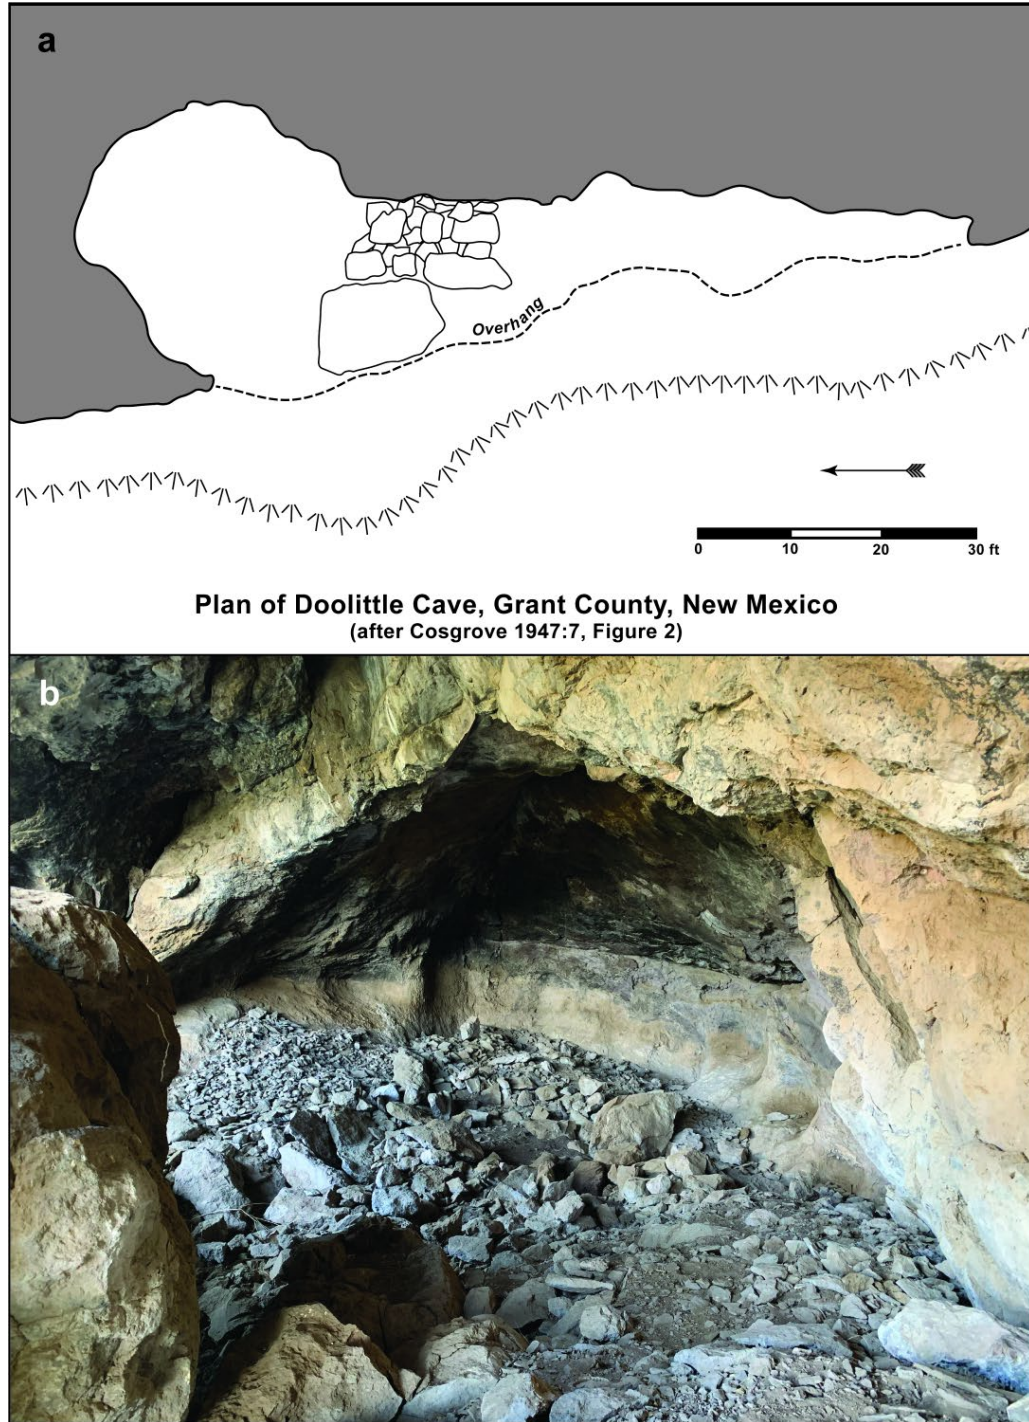 a
Overhang
0 10 20 30 ft
Plan of Doolittle Cave, Grant County, New Mexico
(after Cosgrove 1947:7, Figure 2)
b